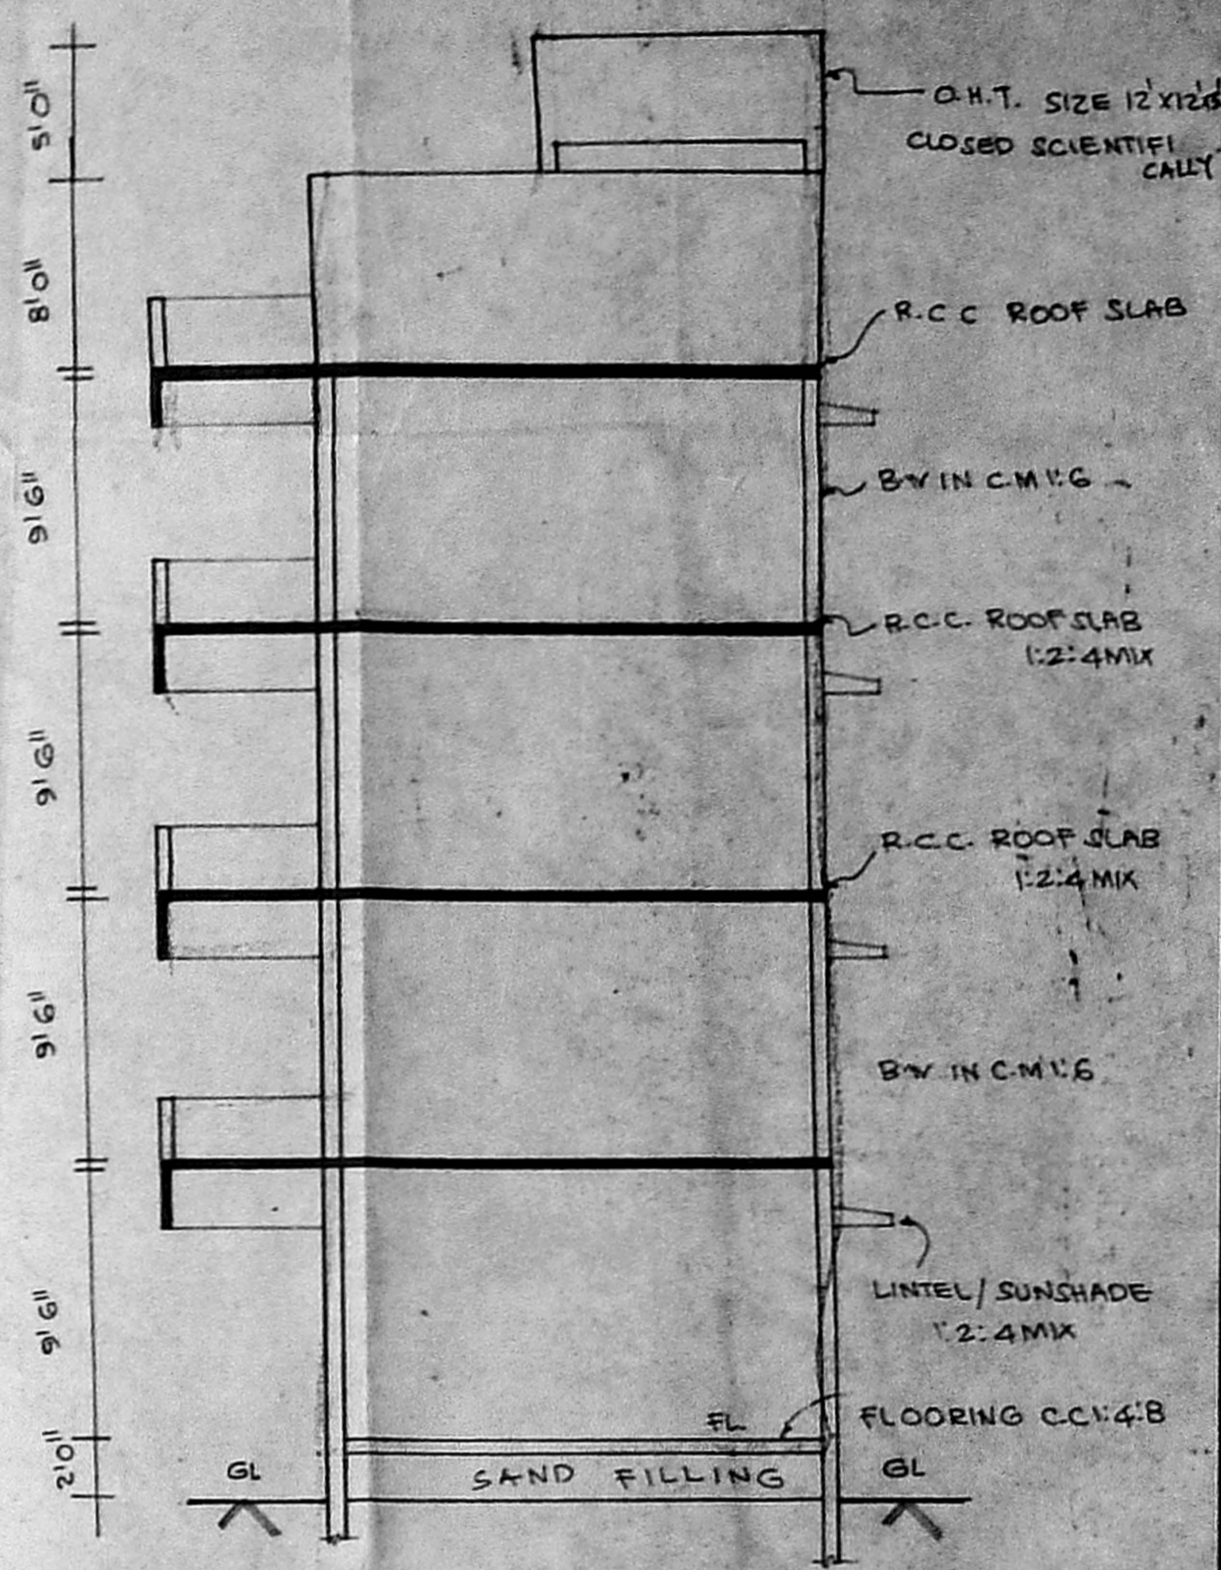 5'0"
O.H.T. SIZE 12'X12'
CLOSED SCIENTIFI
CALLY
8'0"
R.C.C ROOF SLAB
9'6"
BW IN C.M 1:6
R.C.C. ROOF SLAB
1:2:4 MIX
9'6"
R.C.C. ROOF SLAB
1:2:4 MIX
9'6"
BW IN C.M 1:6
9'6"
LINTEL/SUNSHADE
1:2:4 MIX
FL
FLOORING C.C 1:4:8
2'0"
GL
SAND FILLING
GL